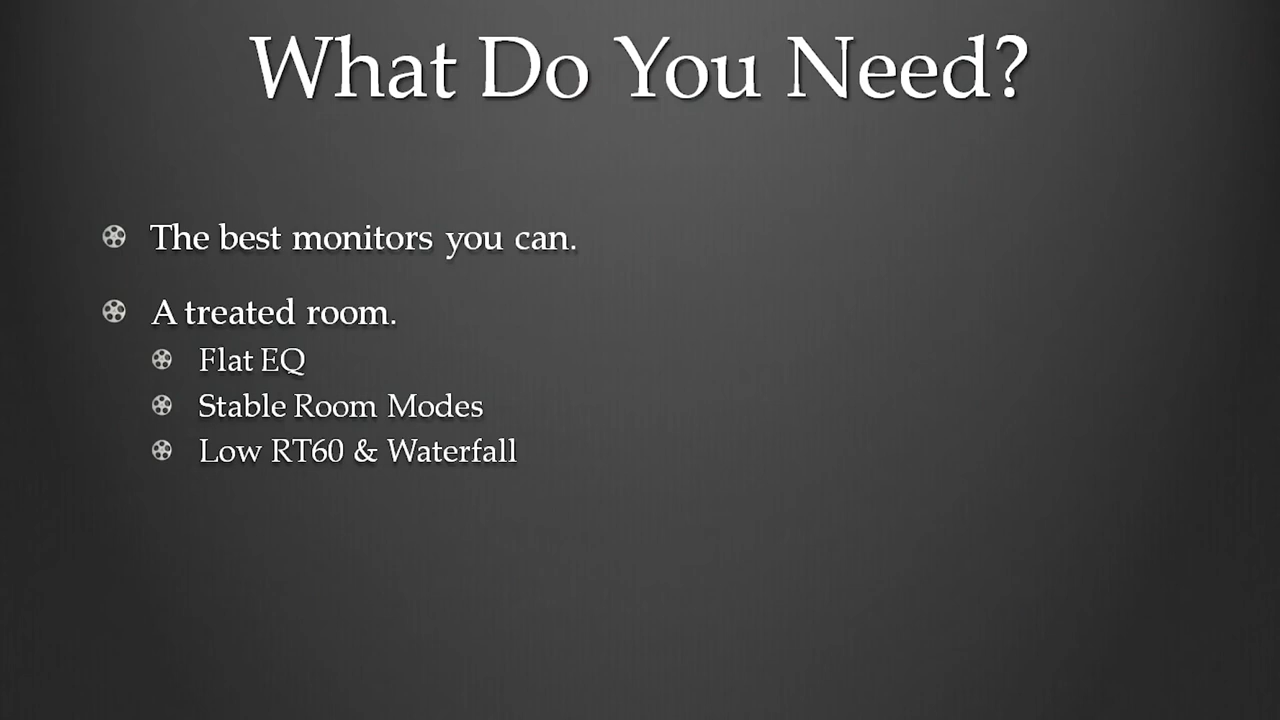 What Do You Need?
The best monitors you can.
A treated room.
Flat EQ
Stable Room Modes
Low RT60 & Waterfall